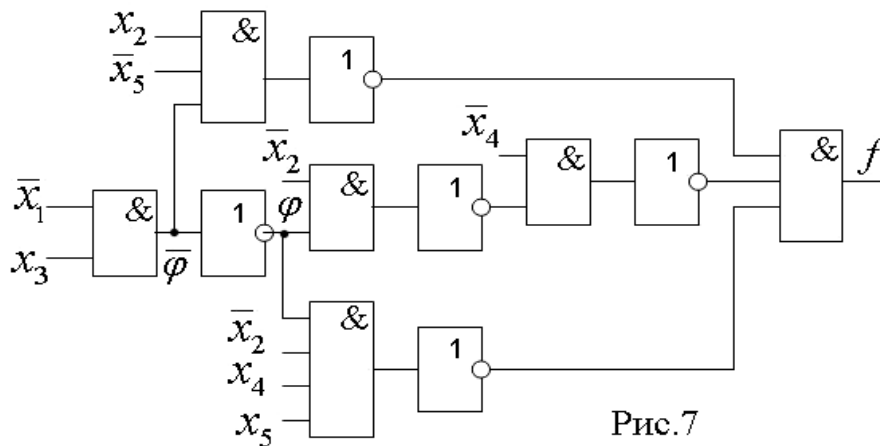 x₂
&
x̅₅
1
x̅₂
φ
&
1
x̅₄
&
1
&
f
x̅₁
x₃
&
φ̅
1
&
x̅₂
x₄
x₅
1
Рис.7